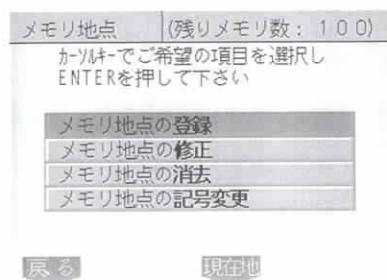 メモリ地点 (残りメモリ数: 100)
カーソルキーでご希望の項目を選択し
ENTERを押して下さい
メモリ地点の登録
メモリ地点の修正
メモリ地点の消去
メモリ地点の記号変更
戻る 現在地